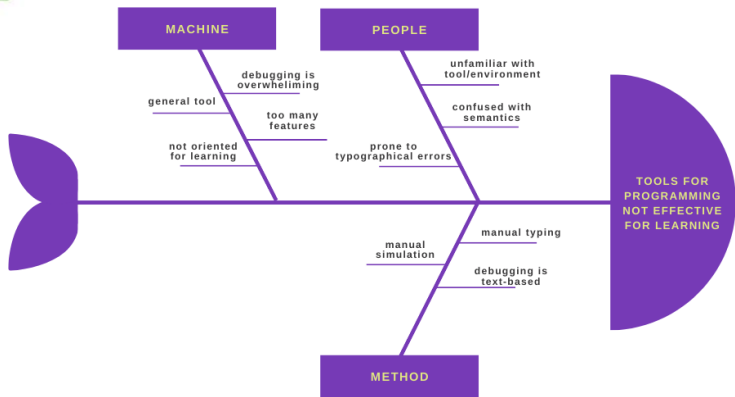 MACHINE
PEOPLE
debugging is
overwheliming
general tool
too many
features
not oriented
for learning
unfamiliar with
tool/environment
confused with
semantics
prone to
typographical errors
TOOLS FOR
PROGRAMMING
NOT EFFECTIVE
FOR LEARNING
manual typing
manual
simulation
debugging is
text-based
METHOD